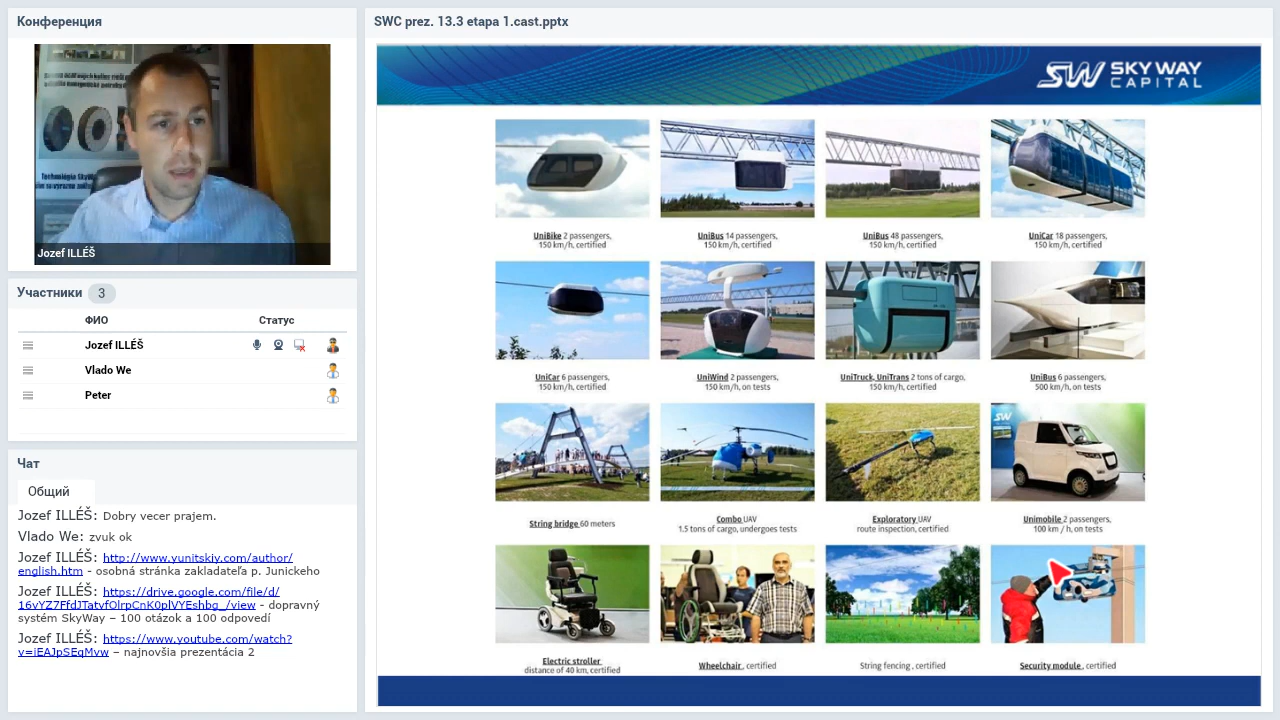 Конференция
Jozef ILLÉŠ
Участники 3
ФИО Статус
Jozef ILLÉŠ
Vlado We
Peter
Чат
Общий
Jozef ILLÉŠ: Dobry vecer prajem.
Vlado We: zvuk ok
Jozef ILLÉŠ: http://www.yunitskiy.com/author/
english.htm - osobná stránka zakladateľa p. Junickeho
Jozef ILLÉŠ: https://drive.google.com/file/d/
16vYZ7FfdJTatvfOlrpCnK0plVYEshbg_/view - dopravný
systém SkyWay – 100 otázok a 100 odpovedí
Jozef ILLÉŠ: https://www.youtube.com/watch?
v=iEAJpSEqMvw – najnovšia prezentácia 2
SWC prez. 13.3 etapa 1.cast.pptx
SW SKY WAY
CAPITAL
UniBike 2 passengers,
150 km/h, certified
UniBus 14 passengers,
150 km/h, certified
UniBus 48 passengers,
150 km/h, certified
UniCar 18 passengers,
150 km/h, certified
UniCar 6 passengers,
150 km/h, certified
UniWind 2 passengers,
150 km/h, on tests
UniTruck, UniTrans 2 tons of cargo,
150 km/h, certified
UniBus 6 passengers,
500 km/h, on tests
String bridge 60 meters
Combo UAV
1.5 tons of cargo, undergoes tests
Exploratory UAV
route inspection, certified
SW
Unimobile 2 passengers,
100 km / h, on tests
Electric stroller
distance of 40 km, certified
Wheelchair , certified
String fencing , certified
Security module , certified